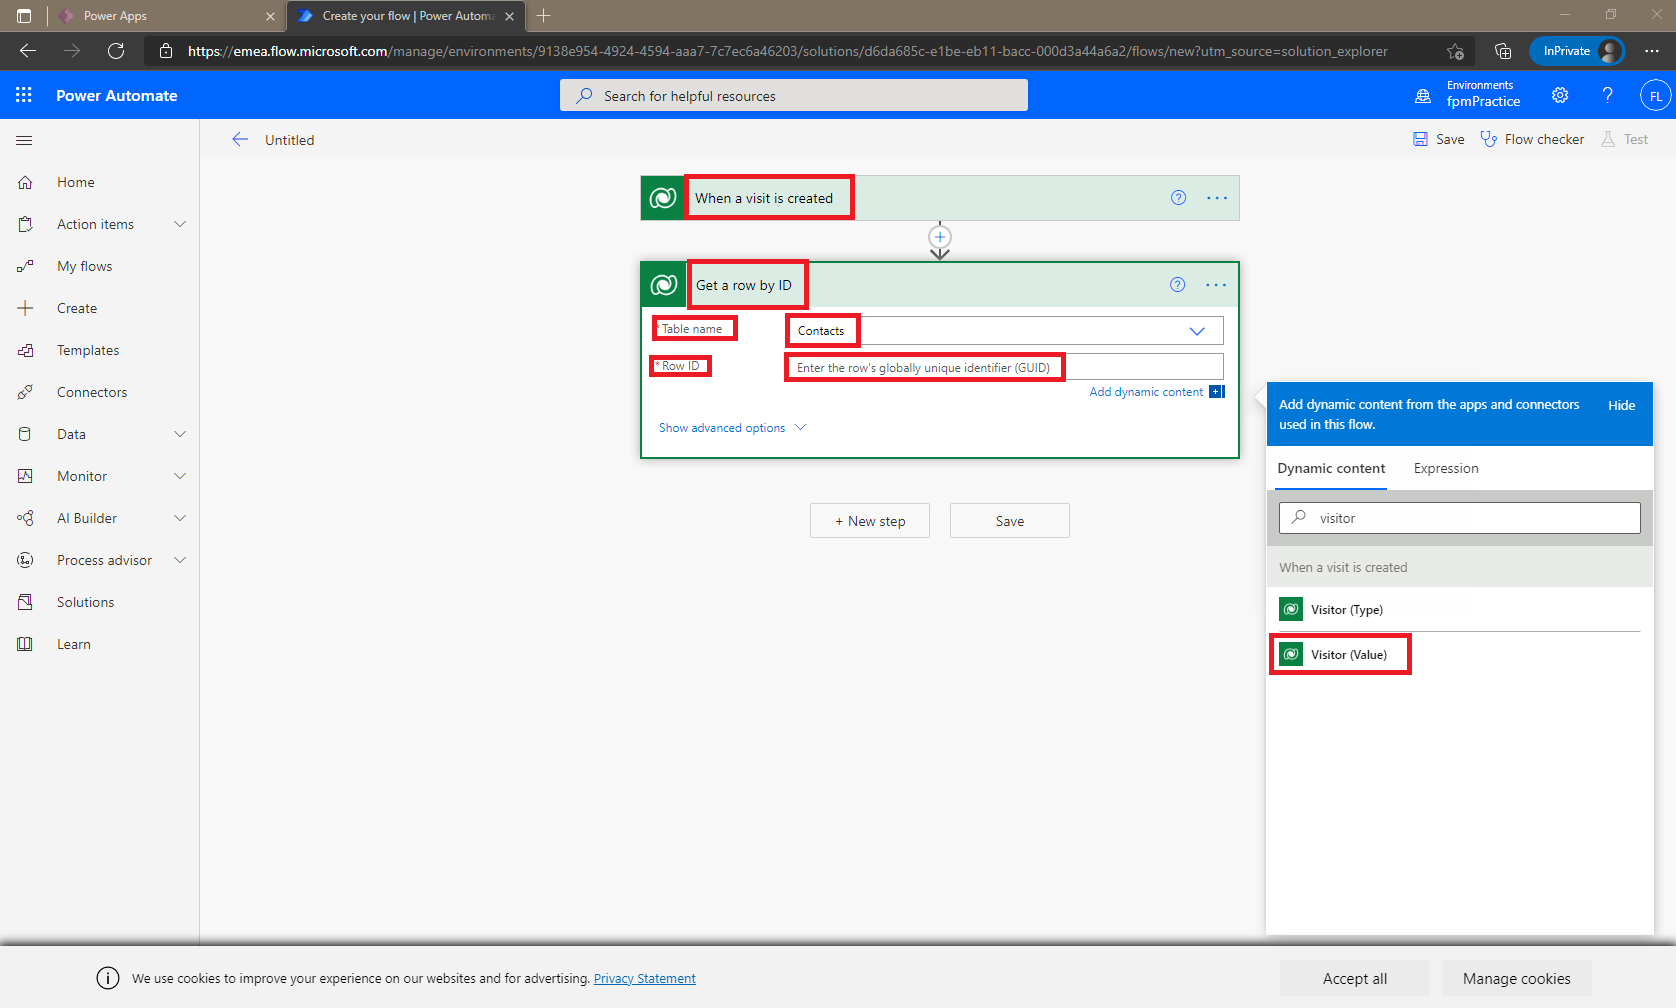 Power Apps
Create your flow | Power Automa
https://emea.flow.microsoft.com/manage/environments/9138e954-4924-4594-aaa7-7c7ec6a46203/solutions/d6da685c-e1be-eb11-bacc-000d3a44a6a2/flows/new?utm_source=solution_explorer
InPrivate
Power Automate
Search for helpful resources
Environments
fpmPractice
FL
Untitled
Save
Flow checker
Test
Home
Action items
My flows
Create
Templates
Connectors
Data
Monitor
AI Builder
Process advisor
Solutions
Learn
When a visit is created
Get a row by ID
* Table name
Contacts
* Row ID
Enter the row's globally unique identifier (GUID)
Add dynamic content
Show advanced options
+ New step
Save
Add dynamic content from the apps and connectors
used in this flow.
Hide
Dynamic content
Expression
visitor
When a visit is created
Visitor (Type)
Visitor (Value)
We use cookies to improve your experience on our websites and for advertising. Privacy Statement
Accept all
Manage cookies